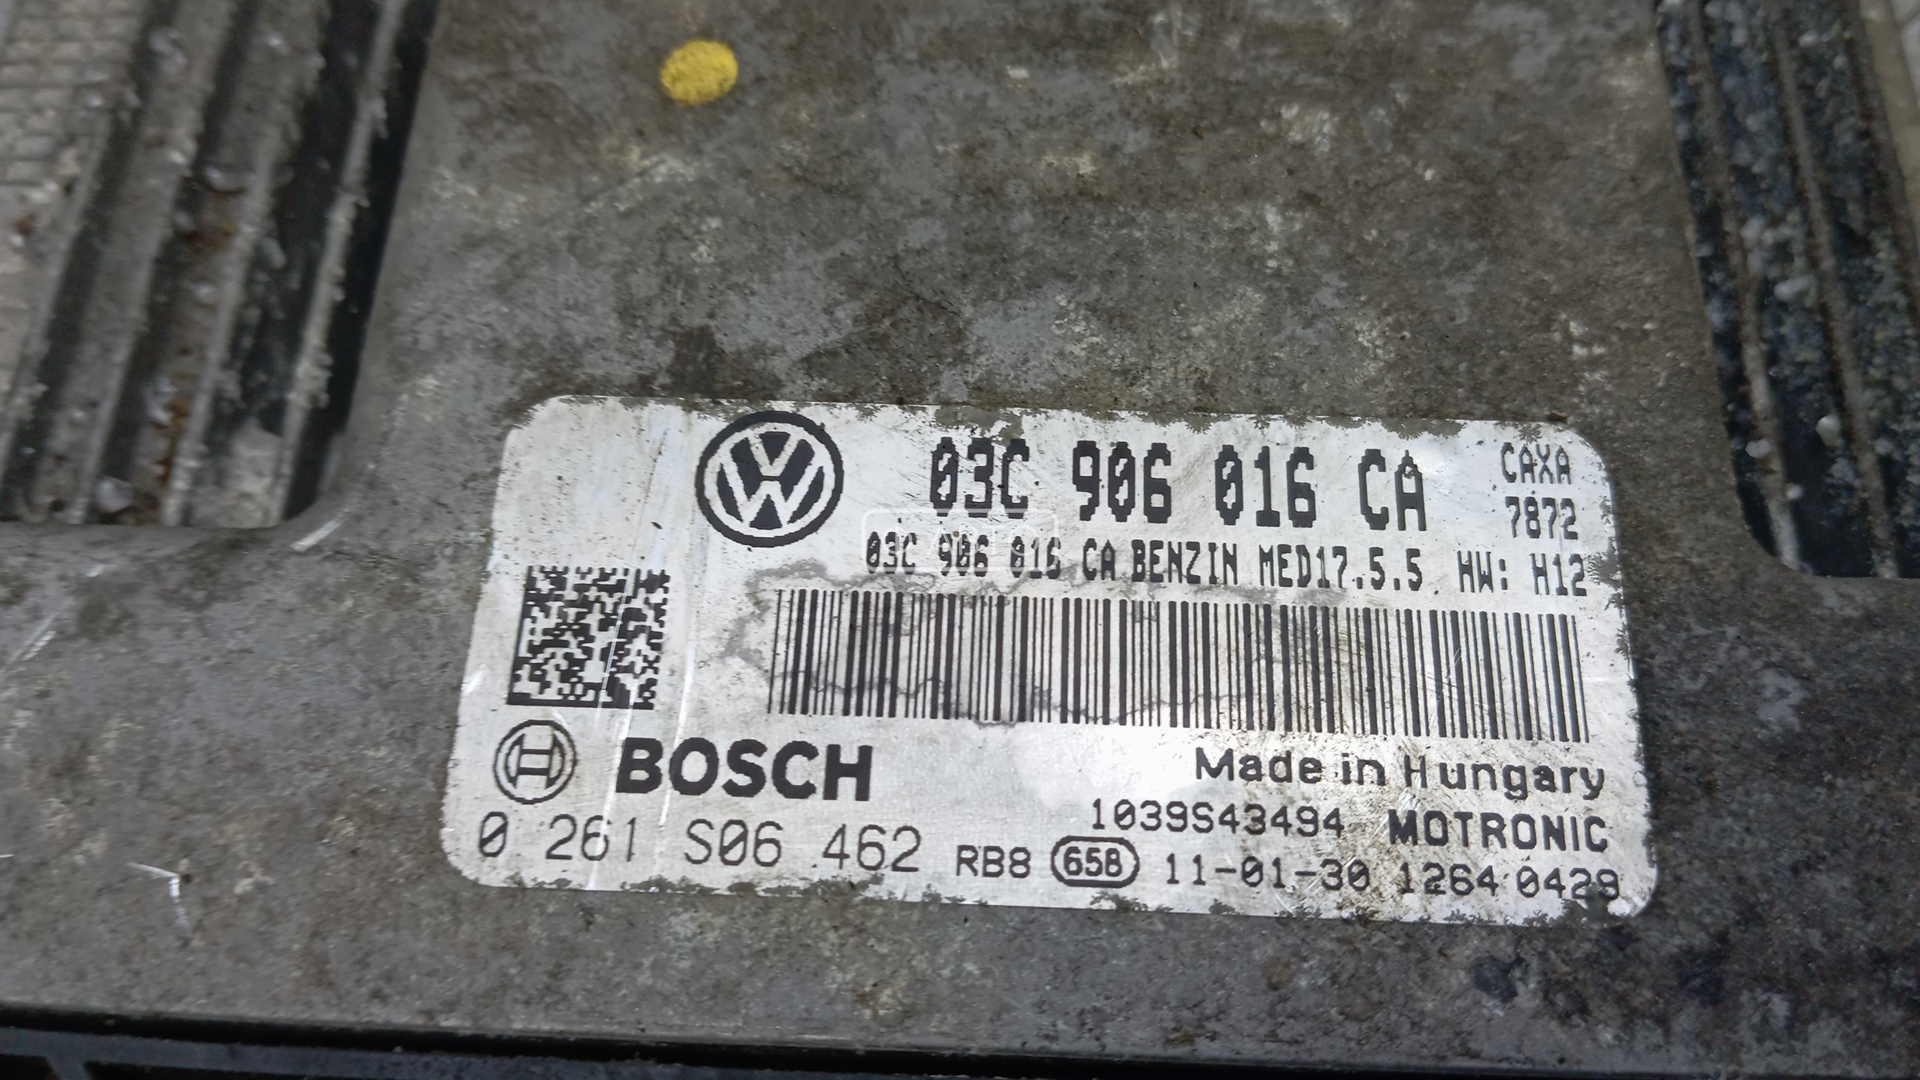 03C 906 016 CA CAXA
7872
03C 906 016 CA BENZIN MED17.5.5 HW: H12
BOSCH
Made in Hungary
1039S43494 MOTRONIC
0 261 S06 462 RB8 658 11-01-30 1264 0429